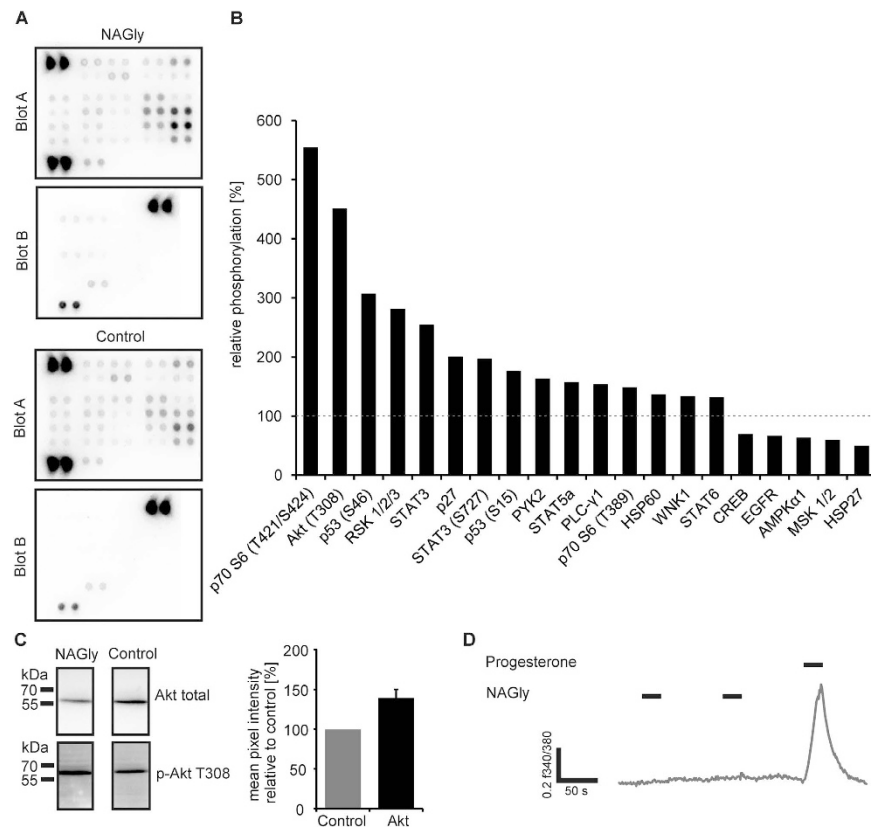 A
NAGly
Blot A
Blot B
Control
Blot A
Blot B
B
relative phosphorylation [%]
600
500
400
300
200
100
0
p70 S6 (T421/S424)
Akt (T308)
p53 (S46)
RSK 1/2/3
STAT3
p27
STAT3 (S727)
p53 (S15)
PYK2
STAT5a
PLC-γ1
p70 S6 (T389)
HSP60
WNK1
STAT6
CREB
EGFR
AMPKα1
MSK 1/2
HSP27
C
NAGly Control
kDa
70
55
Akt total
kDa
70
55
p-Akt T308
mean pixel intensity
relative to control [%]
200
150
100
50
0
Control Akt
D
Progesterone
NAGly
0.2 f340/380
50 s